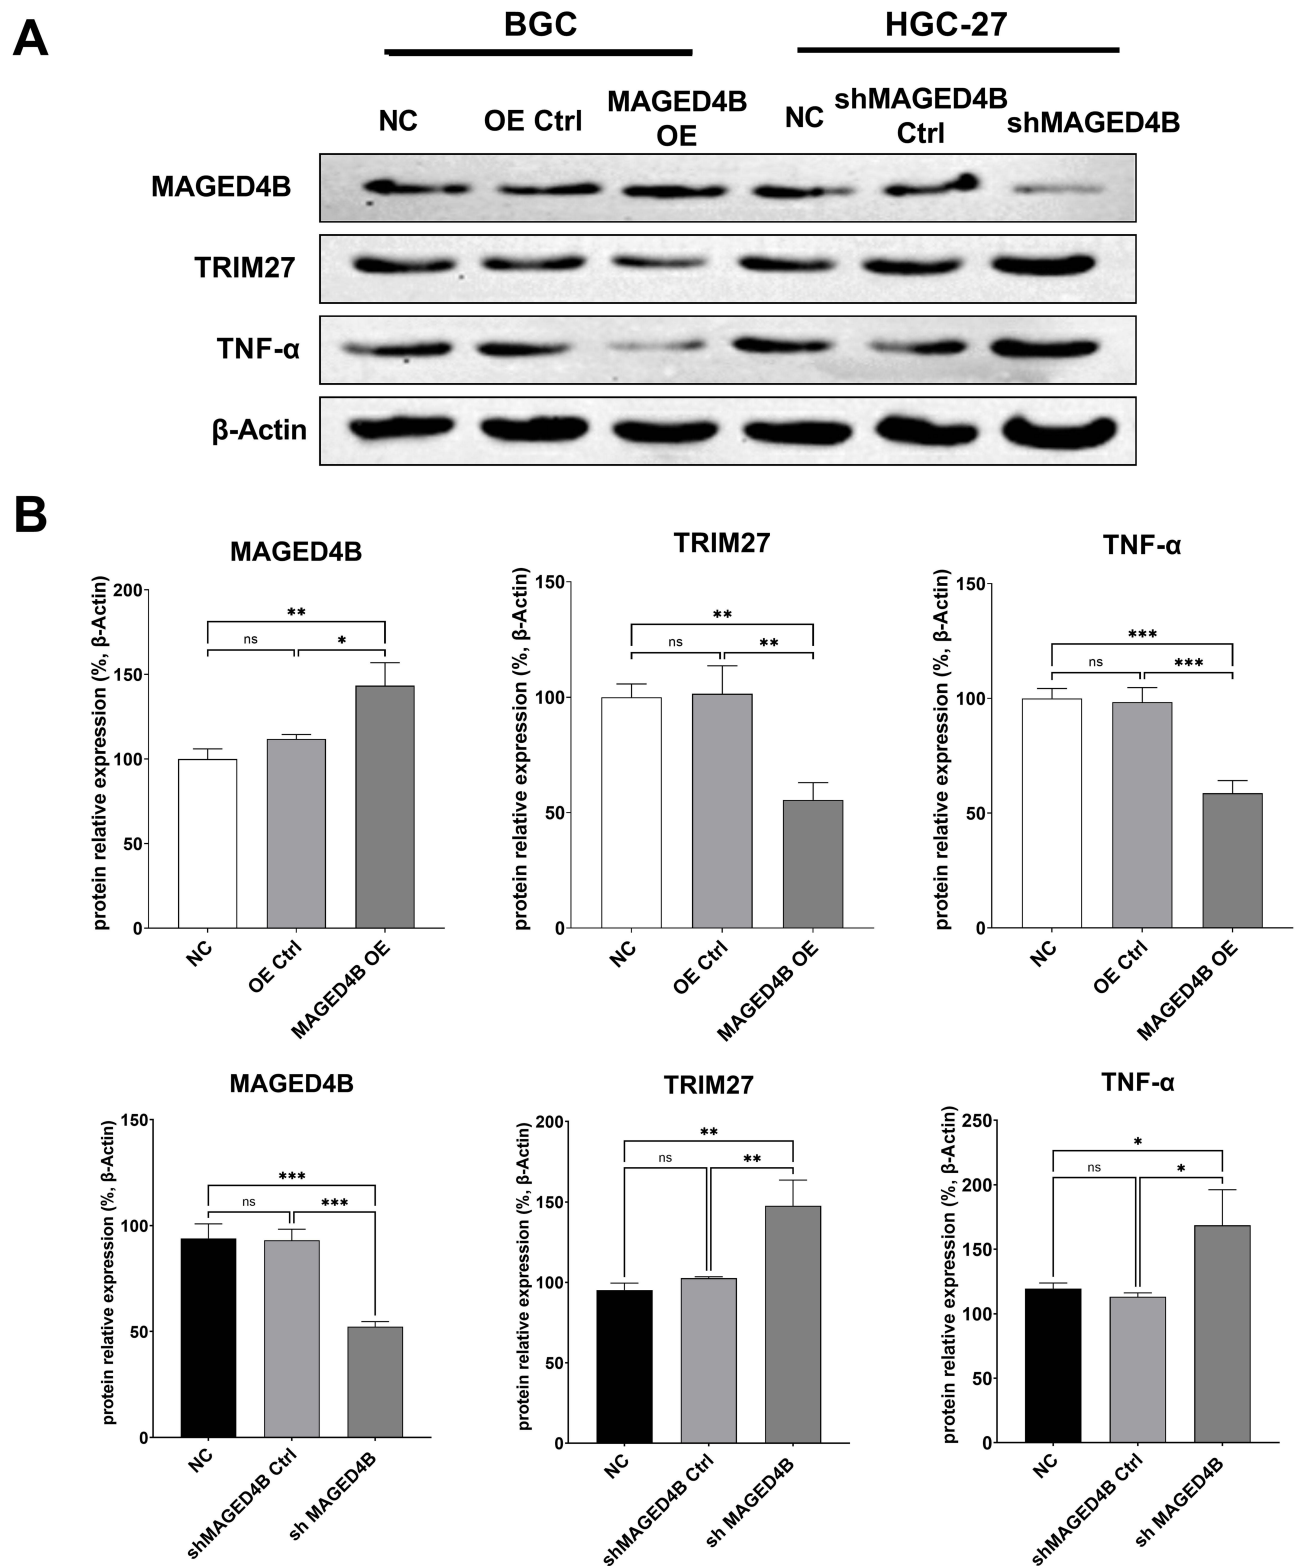 A
BGC
HGC-27
NC
OE Ctrl
MAGED4B
OE
NC
shMAGED4B
Ctrl
shMAGED4B
MAGED4B
TRIM27
TNF-α
β-Actin
B
MAGED4B
protein relative expression (%, β-Actin)
200
150
100
50
0
**
ns
*
NC
OE Ctrl
MAGED4B OE
TRIM27
protein relative expression (%, β-Actin)
150
100
50
0
**
ns
**
NC
OE Ctrl
MAGED4B OE
TNF-α
protein relative expression (%, β-Actin)
150
100
50
0
***
ns
***
NC
OE Ctrl
MAGED4B OE
MAGED4B
protein relative expression (%, β-Actin)
150
100
50
0
***
ns
***
NC
shMAGED4B Ctrl
sh MAGED4B
TRIM27
protein relative expression (%, β-Actin)
200
150
100
50
0
**
ns
**
NC
shMAGED4B Ctrl
sh MAGED4B
TNF-α
protein relative expression (%, β-Actin)
250
200
150
100
50
0
*
ns
*
NC
shMAGED4B Ctrl
sh MAGED4B